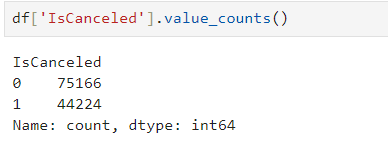 df['IsCanceled'].value_counts()
IsCanceled
0    75166
1    44224
Name: count, dtype: int64